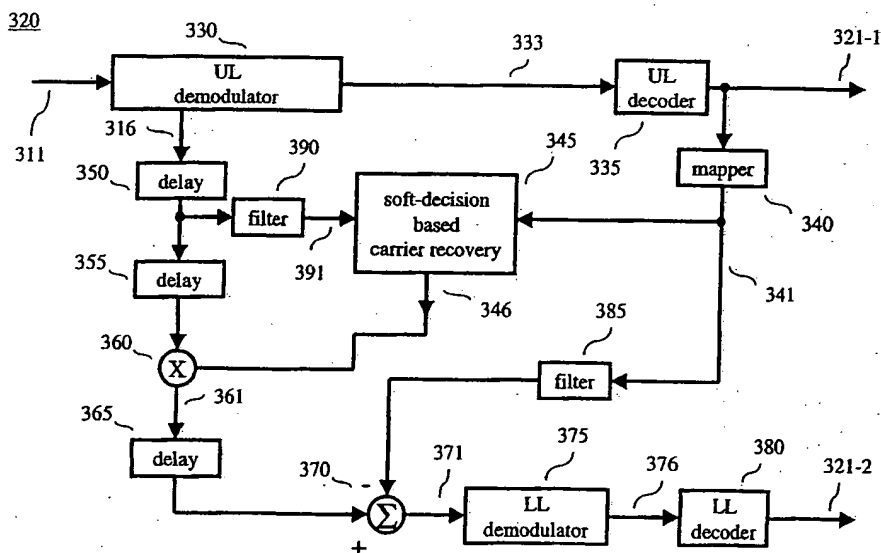 320
330
UL
demodulator
333
UL
decoder
321-1
311
316
350
delay
390
filter
391
345
soft-decision
based
carrier recovery
335
mapper
340
355
delay
346
341
360
X
361
385
filter
365
delay
370
-
Σ
+
371
375
LL
demodulator
376
380
LL
decoder
321-2